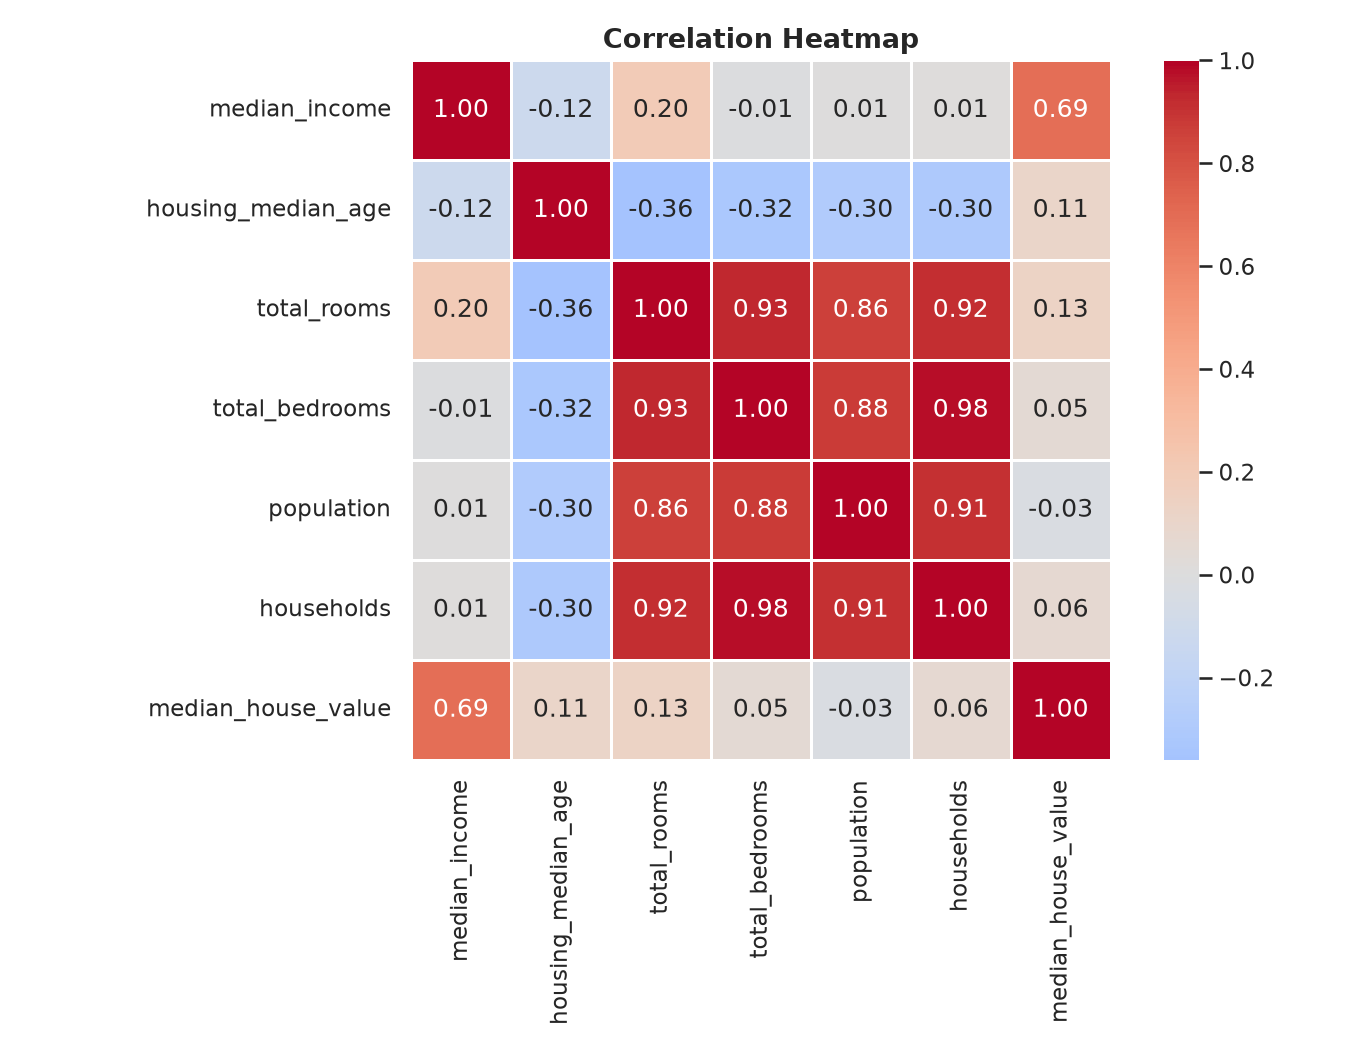 Correlation Heatmap
median_income 1.00 -0.12 0.20 -0.01 0.01 0.01 0.69
housing_median_age -0.12 1.00 -0.36 -0.32 -0.30 -0.30 0.11
total_rooms 0.20 -0.36 1.00 0.93 0.86 0.92 0.13
total_bedrooms -0.01 -0.32 0.93 1.00 0.88 0.98 0.05
population 0.01 -0.30 0.86 0.88 1.00 0.91 -0.03
households 0.01 -0.30 0.92 0.98 0.91 1.00 0.06
median_house_value 0.69 0.11 0.13 0.05 -0.03 0.06 1.00
median_income
housing_median_age
total_rooms
total_bedrooms
population
households
median_house_value
1.0
0.8
0.6
0.4
0.2
0.0
−0.2